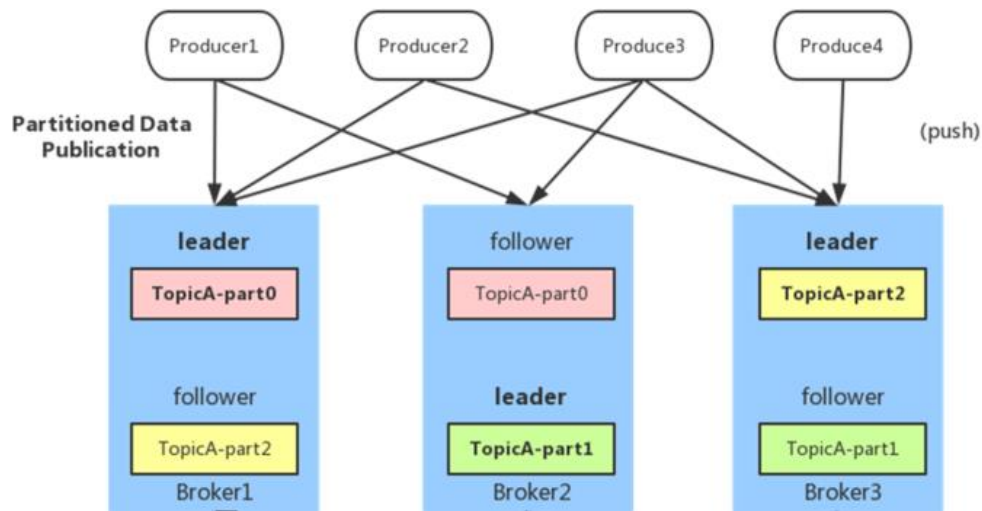 Producer1
Producer2
Produce3
Produce4
Partitioned Data
Publication
(push)
leader
follower
leader
TopicA-part0
TopicA-part0
TopicA-part2
follower
leader
follower
TopicA-part2
TopicA-part1
TopicA-part1
Broker1
Broker2
Broker3